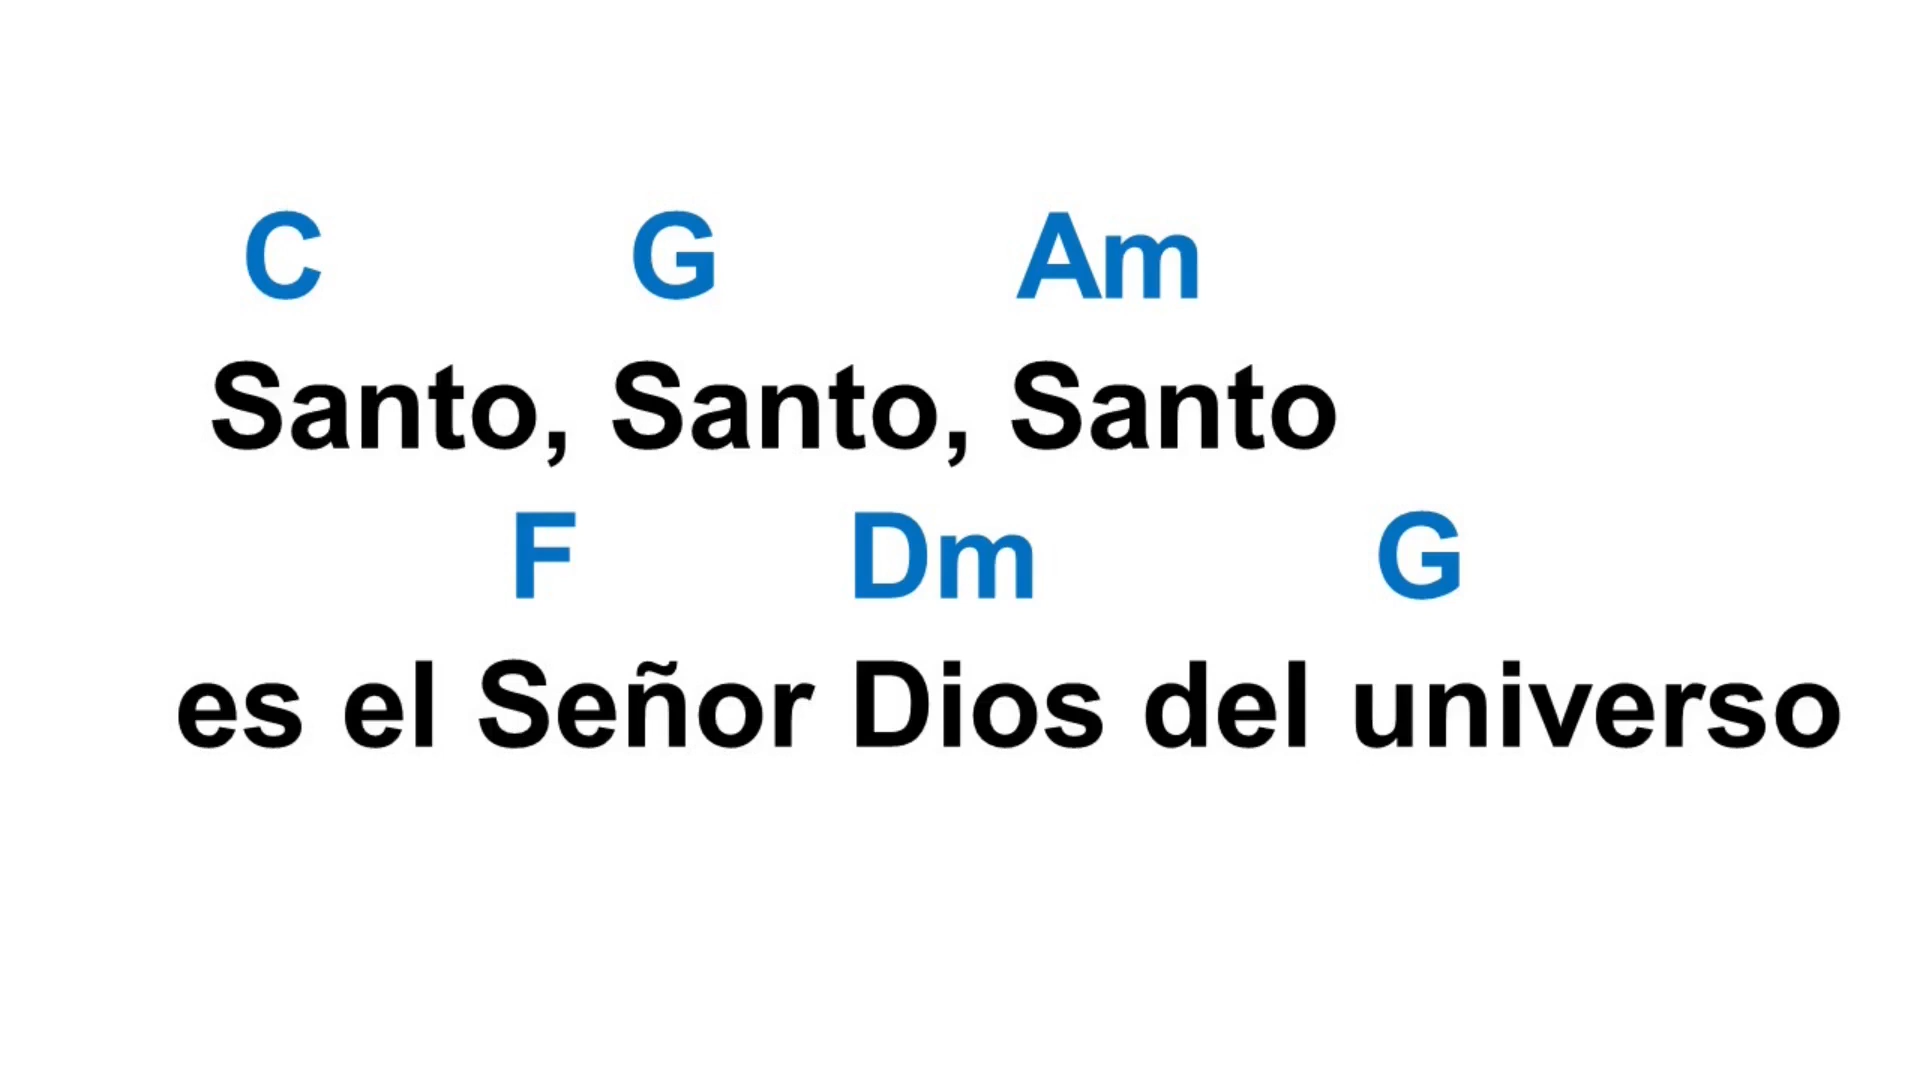 C G Am
Santo, Santo, Santo
F Dm G
es el Señor Dios del universo